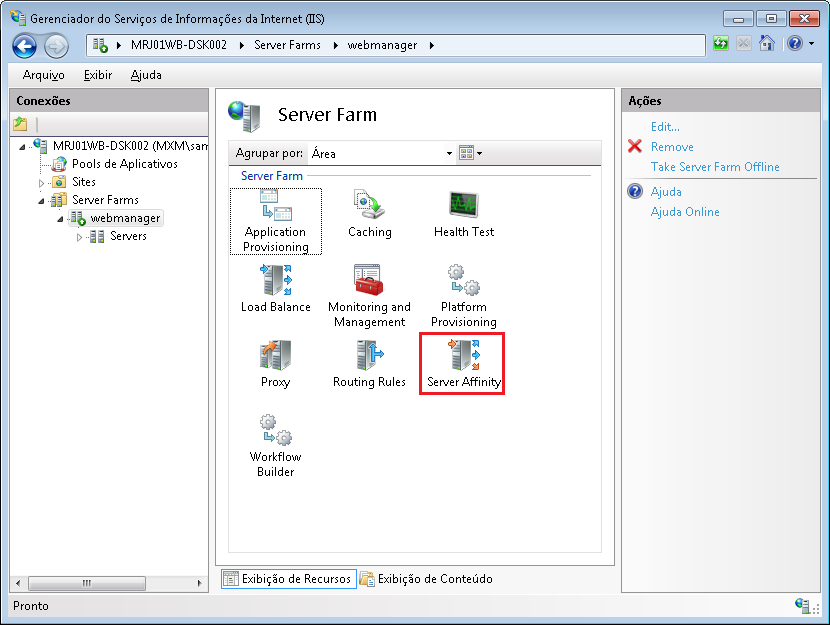 Gerenciador do Serviços de Informações da Internet (IIS)
MRJ01WB-DSK002 Server Farms webmanager
Arquivo Exibir Ajuda
Conexões
MRJ01WB-DSK002 (MXM\sam
Pools de Aplicativos
Sites
Server Farms
webmanager
Servers
Server Farm
Agrupar por: Área
Server Farm
Application Provisioning
Caching
Health Test
Load Balance
Monitoring and Management
Platform Provisioning
Proxy
Routing Rules
Server Affinity
Workflow Builder
Exibição de Recursos
Exibição de Conteúdo
Ações
Edit...
Remove
Take Server Farm Offline
Ajuda
Ajuda Online
Pronto